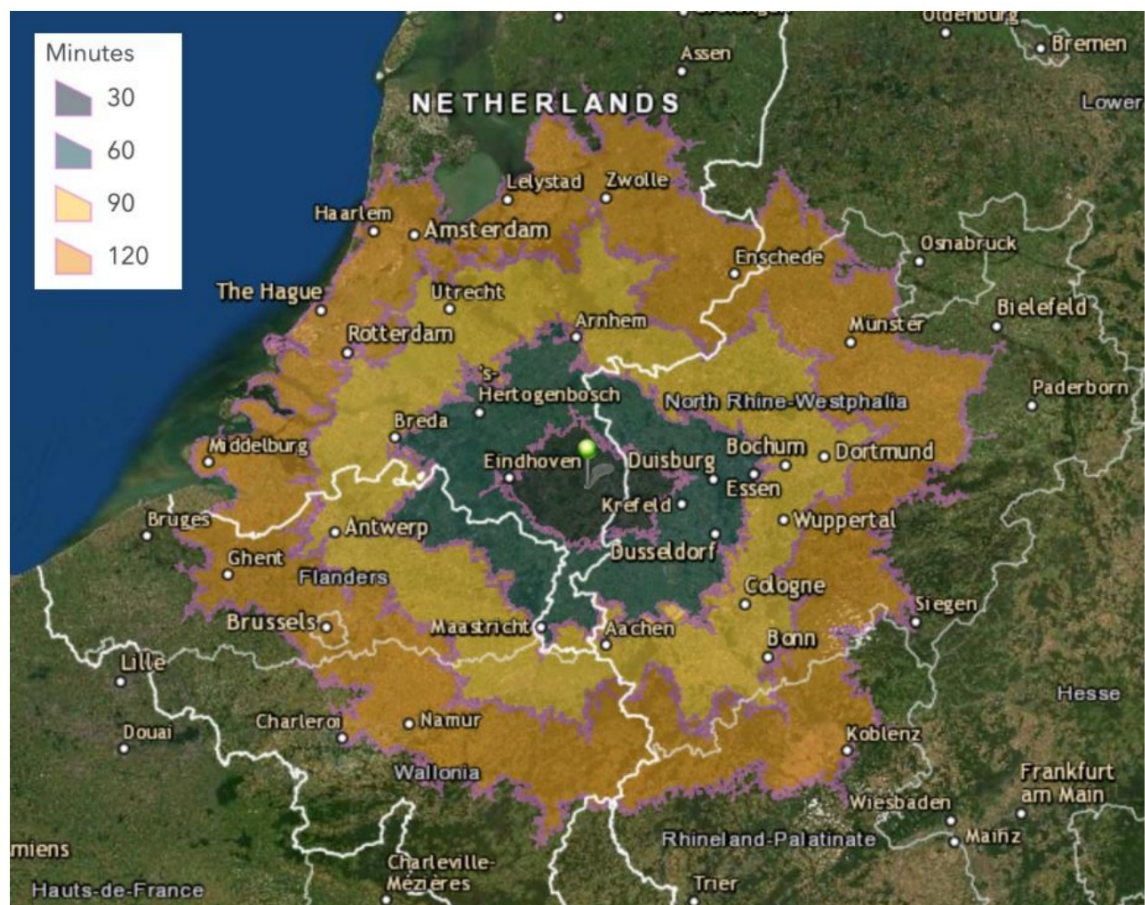 Minutes
30
60
90
120
Oldenburg
Bremen
Assen
NETHERLANDS
Lower
Lelystad
Zwolle
Haarlem
Amsterdam
Osnabruck
Enschede
The Hague
Utrecht
Bielefeld
Arnhem
Münster
Rotterdam
's-
Hertogenbosch
Paderborn
North Rhine-Westphalia
Breda
Middelburg
Bochum
Dortmund
Eindhoven
Duisburg
Essen
Krefeld
Bruges
Antwerp
Wuppertal
Dusseldorf
Ghent
Flanders
Cologne
Siegen
Brussels
Maastricht
Aachen
Bonn
Lille
Hesse
Charleroi
Namur
Douai
Koblenz
Wallonia
Frankfurt
am Main
Wiesbaden
Rhineland-Palatinate
Mainz
miens
Charleville-
Mézières
Trier
Hauts-de-France